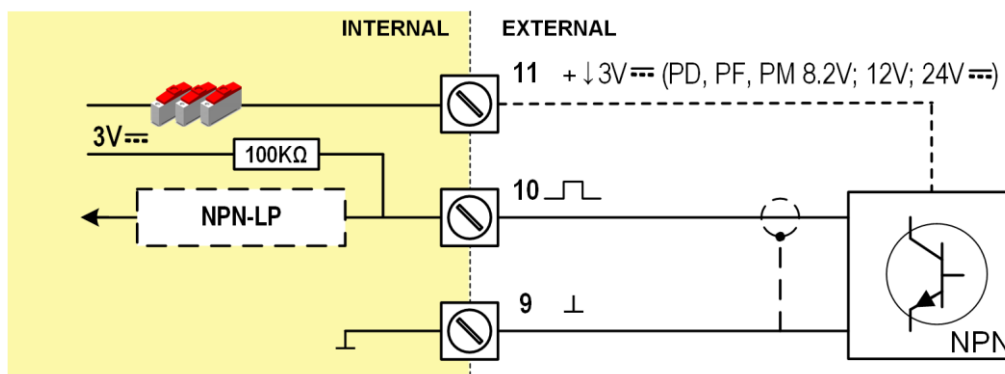 INTERNAL EXTERNAL
11 + ↓ 3V⎓ (PD, PF, PM 8.2V; 12V; 24V⎓)
3V⎓
100KΩ
10
NPN-LP
9 ⊥
NPN